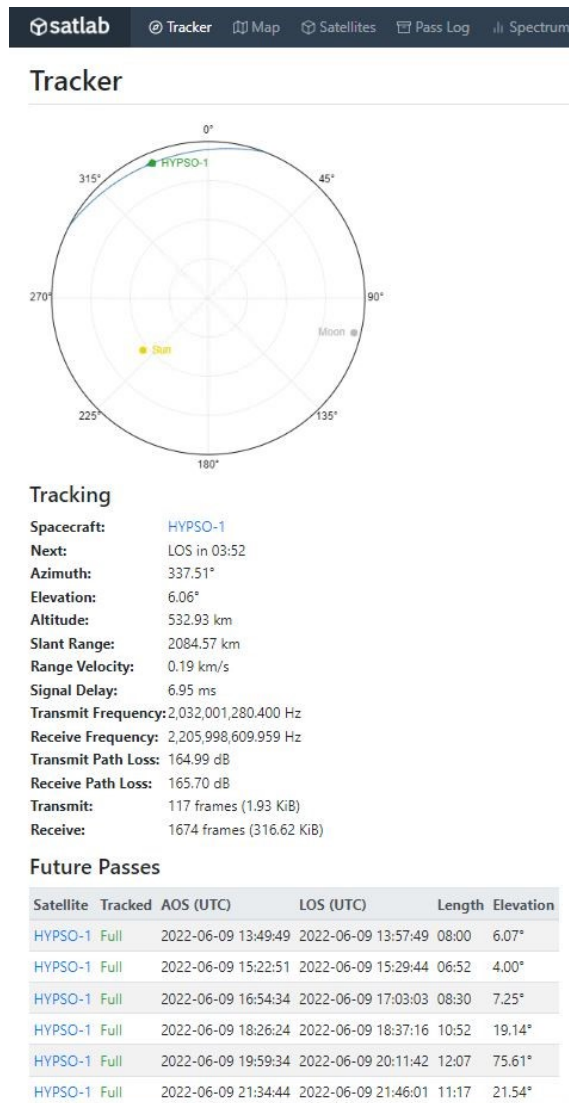 satlab Tracker Map Satellites Pass Log Spectrum
Tracker
0°
HYPSO-1
315° 45°
270° 90°
Moon
Sun
225° 135°
180°
Tracking
Spacecraft: HYPSO-1
Next: LOS in 03:52
Azimuth: 337.51°
Elevation: 6.06°
Altitude: 532.93 km
Slant Range: 2084.57 km
Range Velocity: 0.19 km/s
Signal Delay: 6.95 ms
Transmit Frequency: 2,032,001,280.400 Hz
Receive Frequency: 2,205,998,609.959 Hz
Transmit Path Loss: 164.99 dB
Receive Path Loss: 165.70 dB
Transmit: 117 frames (1.93 KiB)
Receive: 1674 frames (316.62 KiB)
Future Passes
Satellite Tracked AOS (UTC) LOS (UTC) Length Elevation
HYPSO-1 Full 2022-06-09 13:49:49 2022-06-09 13:57:49 08:00 6.07°
HYPSO-1 Full 2022-06-09 15:22:51 2022-06-09 15:29:44 06:52 4.00°
HYPSO-1 Full 2022-06-09 16:54:34 2022-06-09 17:03:03 08:30 7.25°
HYPSO-1 Full 2022-06-09 18:26:24 2022-06-09 18:37:16 10:52 19.14°
HYPSO-1 Full 2022-06-09 19:59:34 2022-06-09 20:11:42 12:07 75.61°
HYPSO-1 Full 2022-06-09 21:34:44 2022-06-09 21:46:01 11:17 21.54°